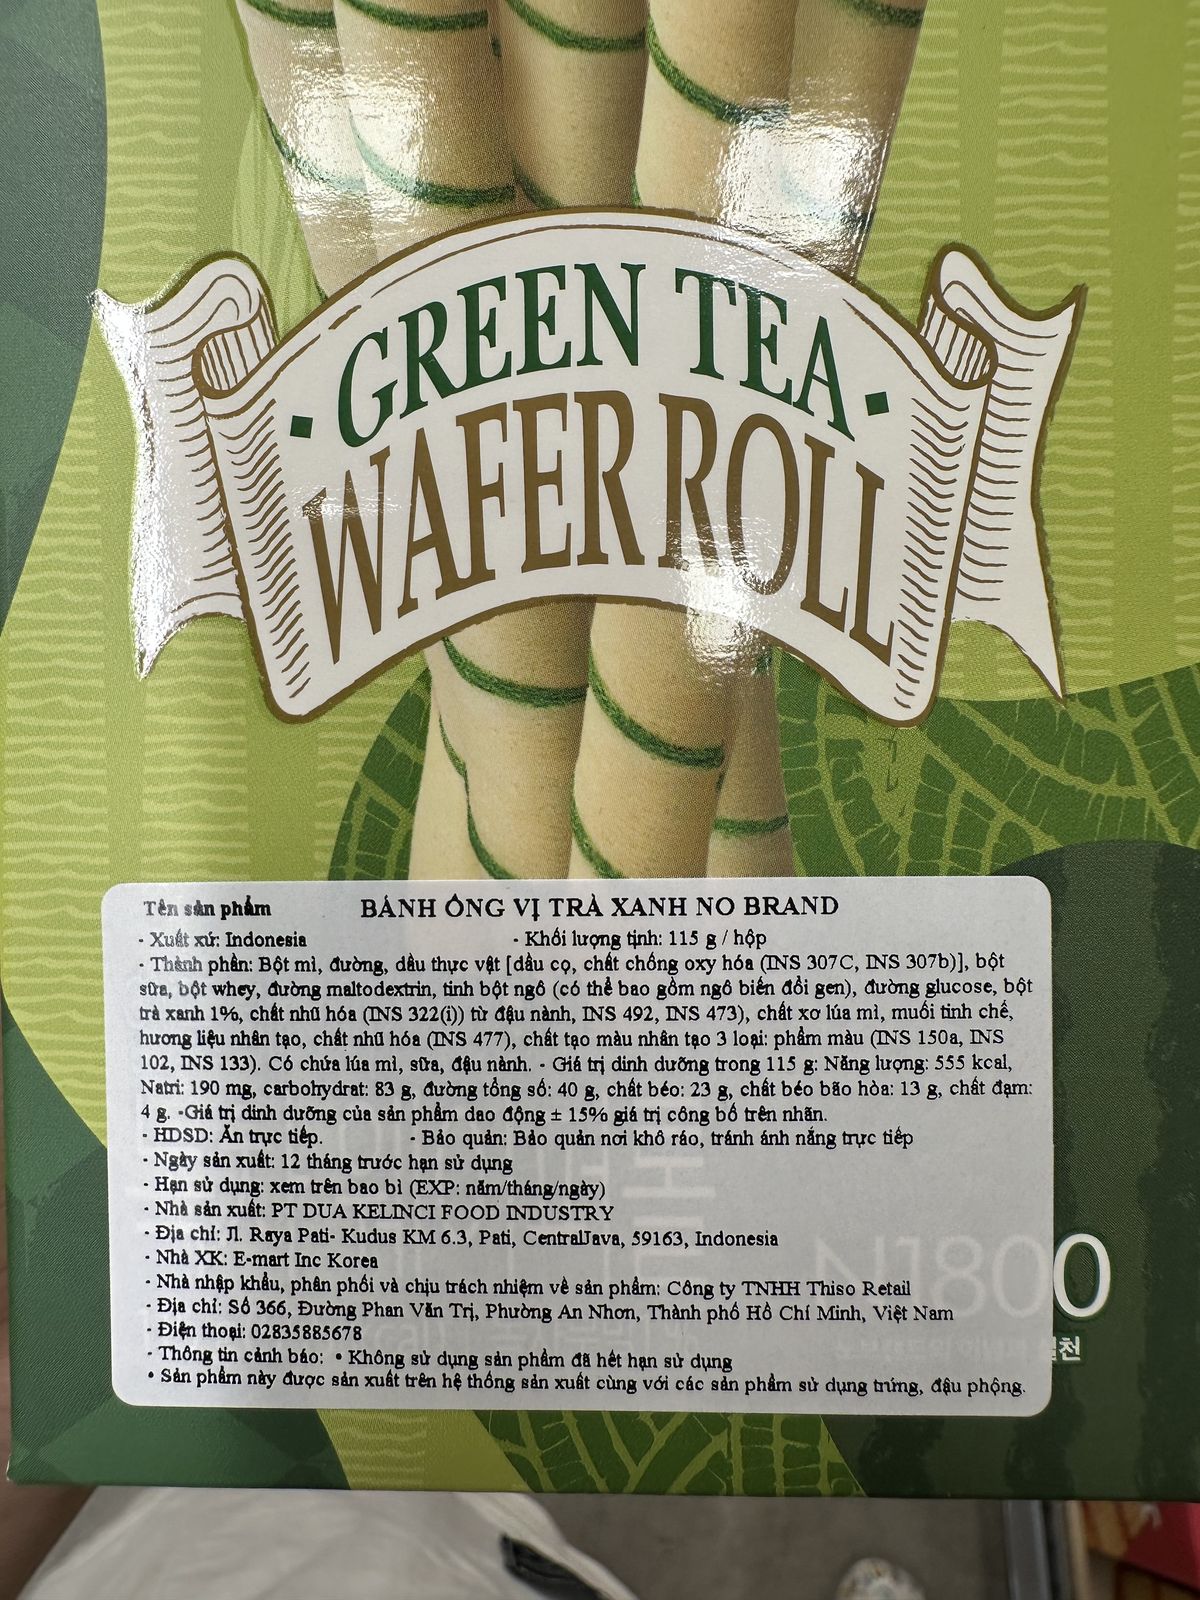 GREEN TEA
WAFER ROLL
Tên sản phẩm BÁNH ỐNG VỊ TRÀ XANH NO BRAND
- Xuất xứ: Indonesia - Khối lượng tịnh: 115 g / hộp
- Thành phần: Bột mì, đường, dầu thực vật [dầu cọ, chất chống oxy hóa (INS 307C, INS 307b)], bột
sữa, bột whey, đường maltodextrin, tinh bột ngô (có thể bao gồm ngô biến đổi gen), đường glucose, bột
trà xanh 1%, chất nhũ hóa (INS 322(i)) từ đậu nành, INS 492, INS 473), chất xơ lúa mì, muối tinh chế,
hương liệu nhân tạo, chất nhũ hóa (INS 477), chất tạo màu nhân tạo 3 loại: phẩm màu (INS 150a, INS
102, INS 133). Có chứa lúa mì, sữa, đậu nành. - Giá trị dinh dưỡng trong 115 g: Năng lượng: 555 kcal,
Natri: 190 mg, carbohydrat: 83 g, đường tổng số: 40 g, chất béo: 23 g, chất béo bão hòa: 13 g, chất đạm:
4 g. -Giá trị dinh dưỡng của sản phẩm dao động ± 15% giá trị công bố trên nhãn.
- HDSD: Ăn trực tiếp. - Bảo quản: Bảo quản nơi khô ráo, tránh ánh nắng trực tiếp
- Ngày sản xuất: 12 tháng trước hạn sử dụng
- Hạn sử dụng: xem trên bao bì (EXP: năm/tháng/ngày)
- Nhà sản xuất: PT DUA KELINCI FOOD INDUSTRY
- Địa chỉ: Jl. Raya Pati- Kudus KM 6.3, Pati, CentralJava, 59163, Indonesia
- Nhà XK: E-mart Inc Korea
- Nhà nhập khẩu, phân phối và chịu trách nhiệm về sản phẩm: Công ty TNHH Thiso Retail
- Địa chỉ: Số 366, Đường Phan Văn Trị, Phường An Nhơn, Thành phố Hồ Chí Minh, Việt Nam
- Điện thoại: 02835885678
- Thông tin cảnh báo: • Không sử dụng sản phẩm đã hết hạn sử dụng
• Sản phẩm này được sản xuất trên hệ thống sản xuất cùng với các sản phẩm sử dụng trứng, đậu phộng.